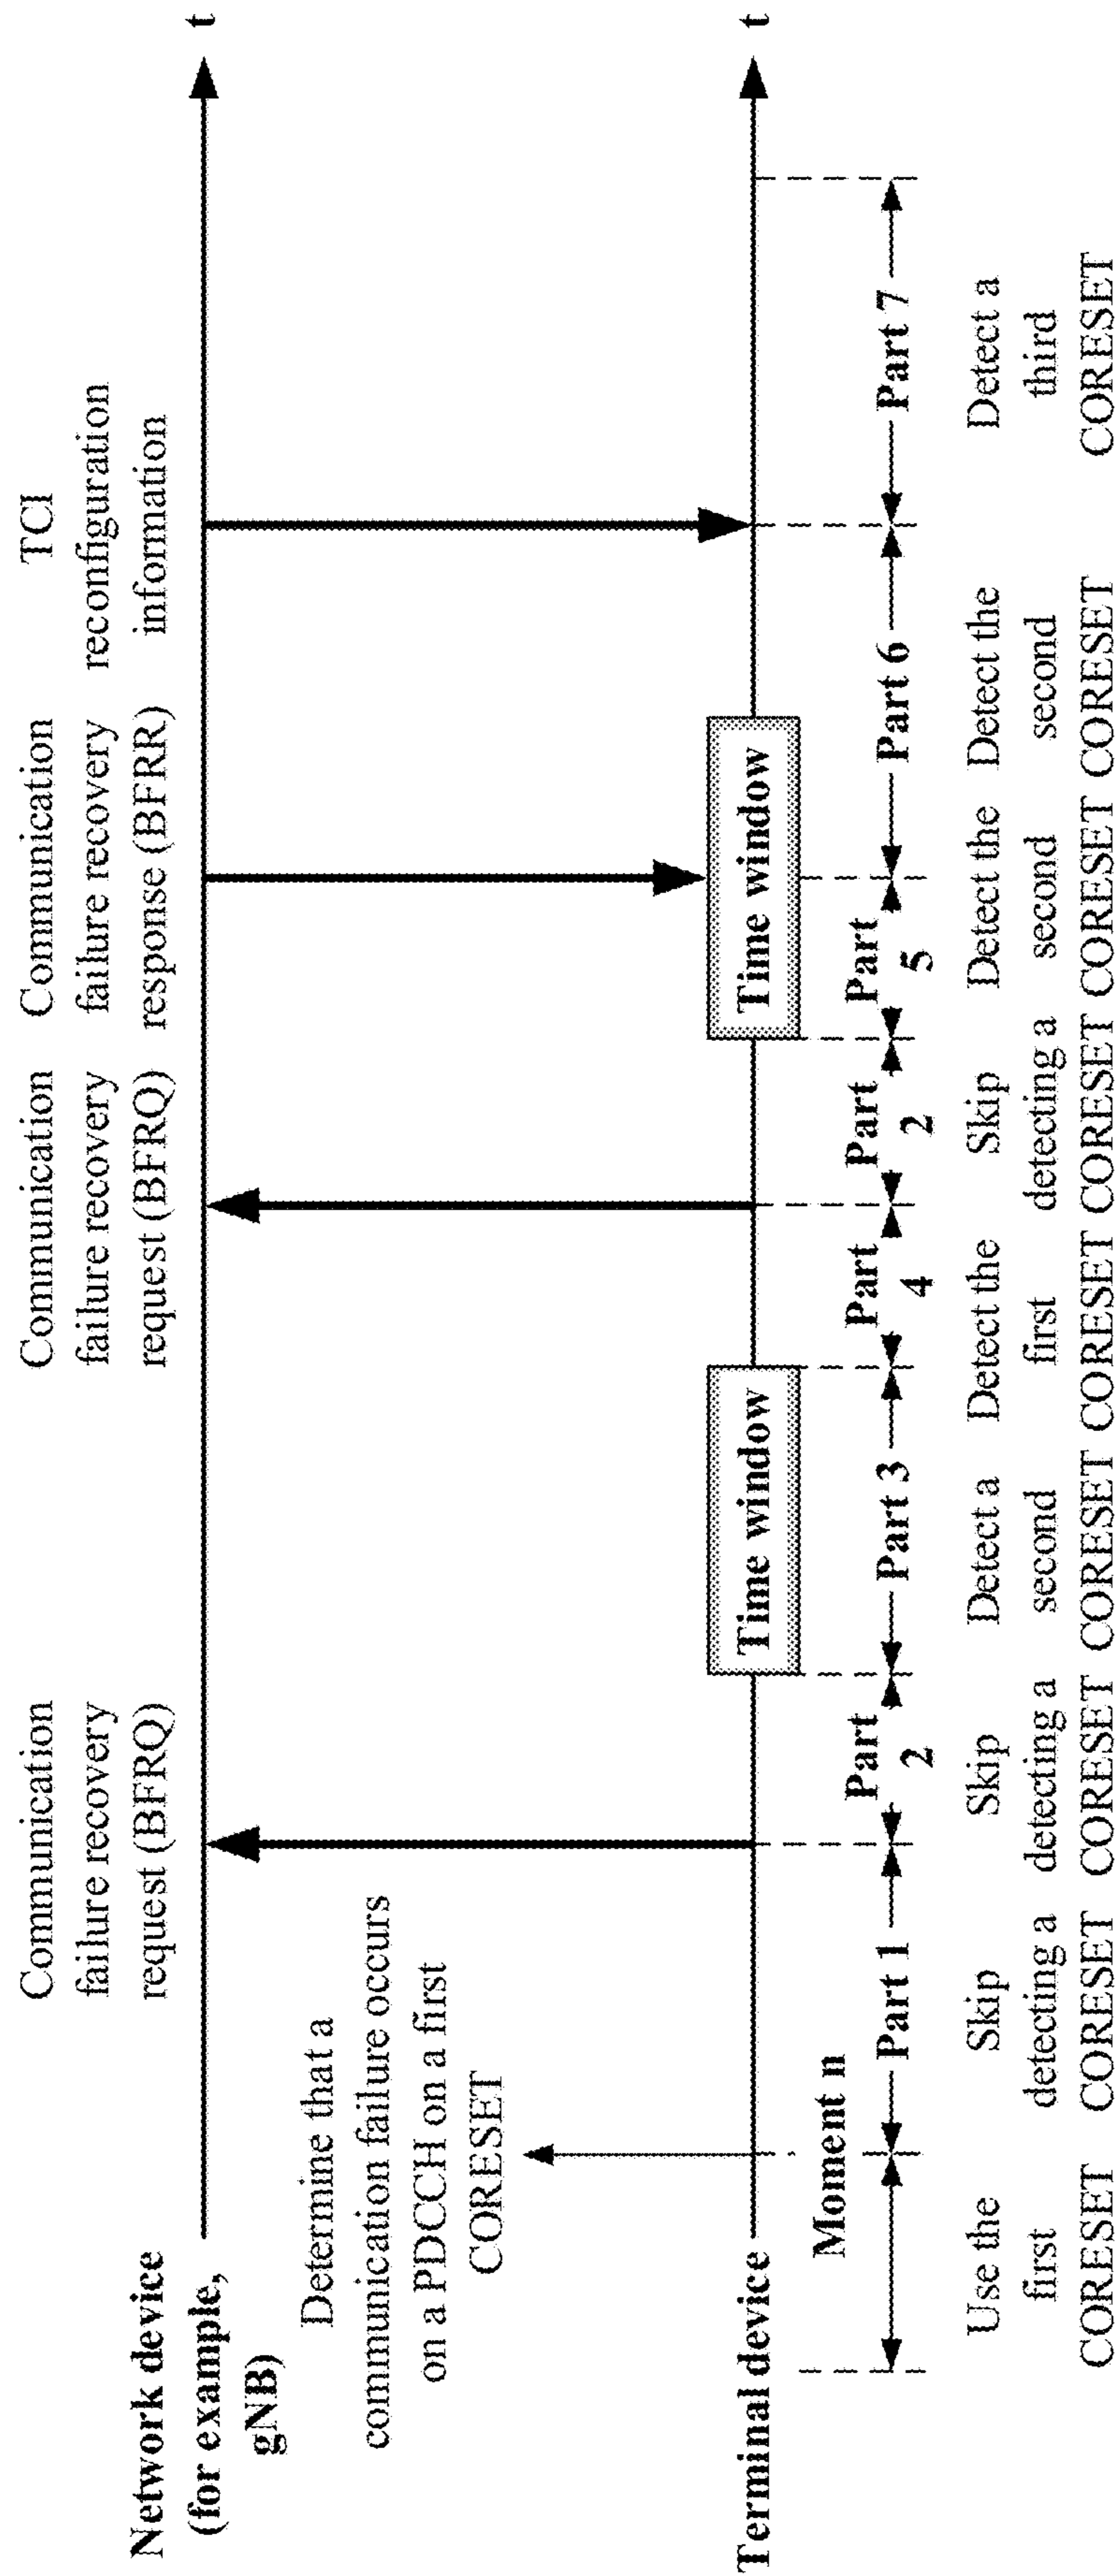 Communication
failure recovery
request (BFRQ)
Communication
failure recovery
request (BFRQ)
Communication
failure recovery
response (BFRR)
TCI
reconfiguration
information
Network device
(for example,
gNB)
t
Determine that a
communication failure occurs
on a PDCCH on a first
CORESET
Terminal device
Time window
Time window
t
Moment n
Part 1
Part
2
Part 3
Part
4
Part
2
Part
5
Part 6
Part 7
Use the
first
CORESET
Skip
detecting a
CORESET
Skip
detecting a
CORESET
Detect a
second
CORESET
Detect the
first
CORESET
Skip
detecting a
CORESET
Detect the
second
CORESET
Detect the
second
CORESET
Detect a
third
CORESET